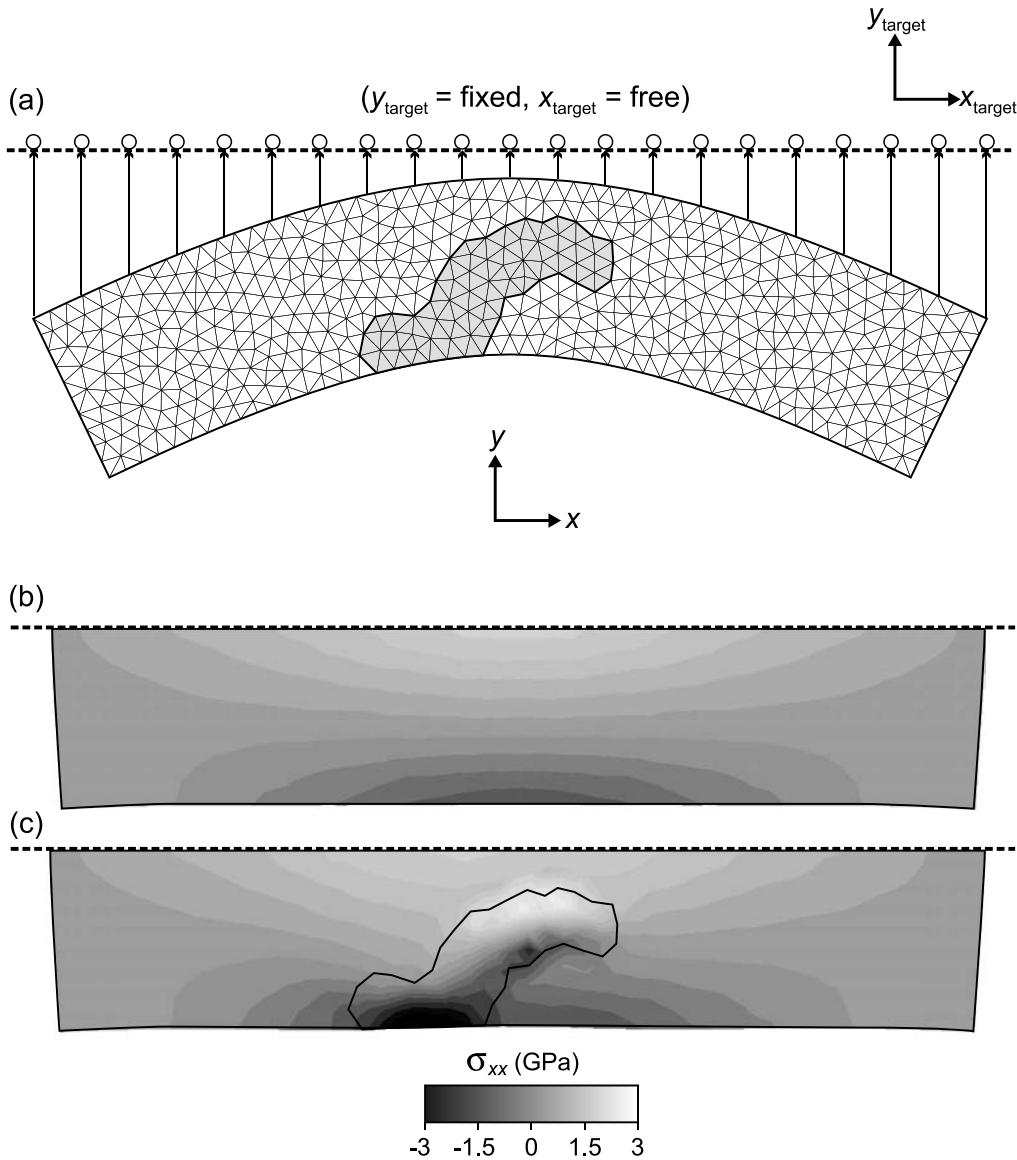 y_target
(a)
(y_target = fixed, x_target = free)
x_target
y
x
(b)
(c)
σ_xx (GPa)
-3 -1.5 0 1.5 3